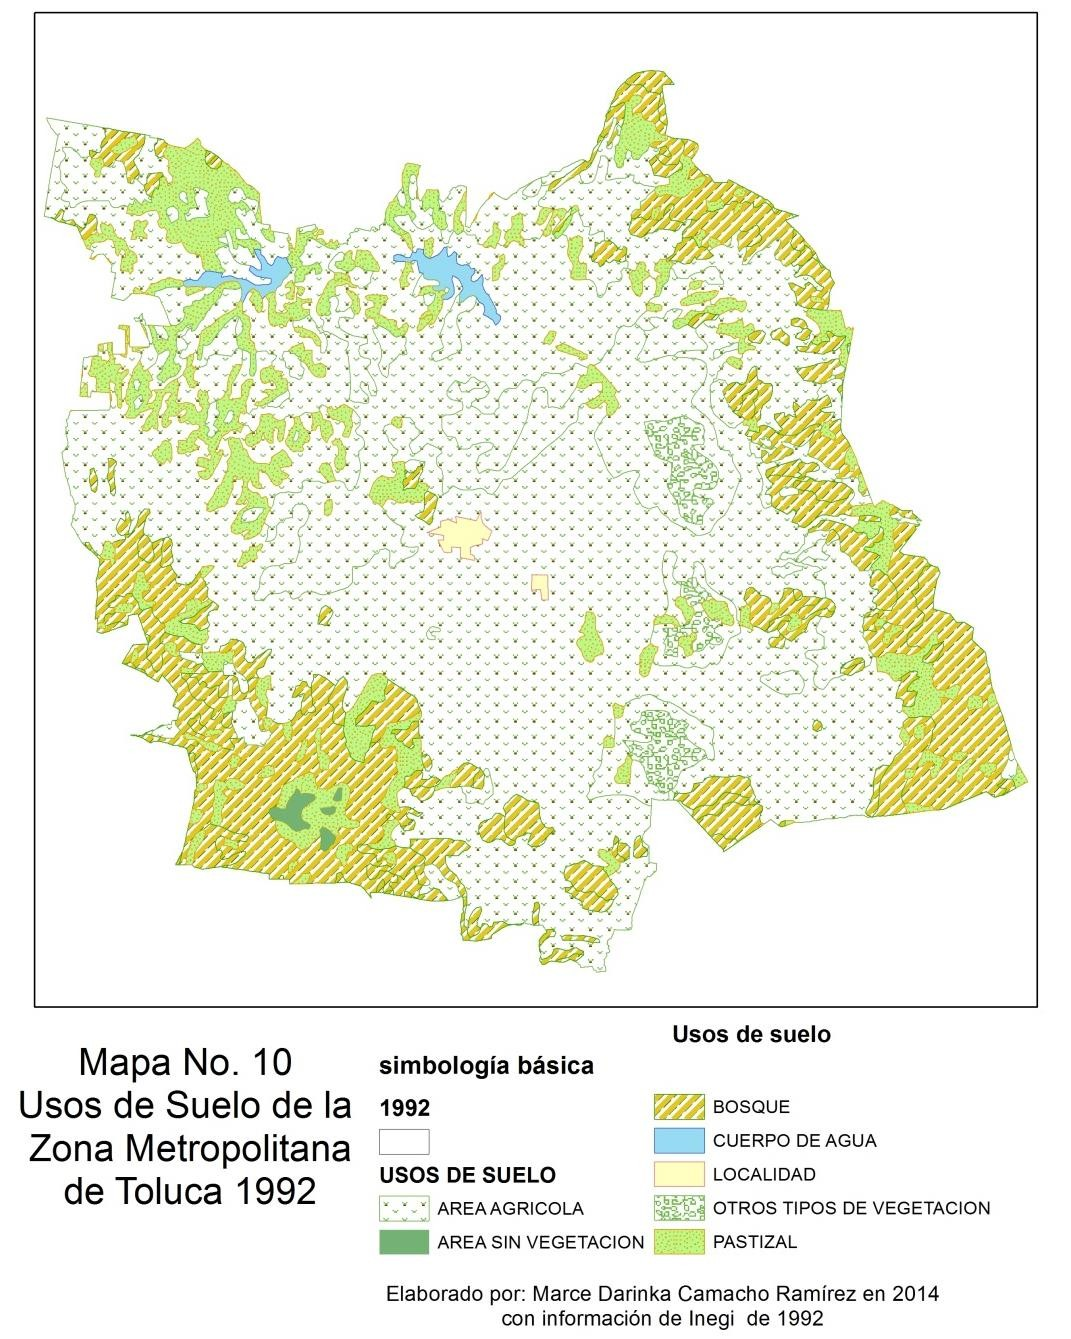 Mapa No. 10
Usos de Suelo de la
Zona Metropolitana
de Toluca 1992
simbología básica
1992
USOS DE SUELO
AREA AGRICOLA
AREA SIN VEGETACION
Usos de suelo
BOSQUE
CUERPO DE AGUA
LOCALIDAD
OTROS TIPOS DE VEGETACION
PASTIZAL
Elaborado por: Marce Darinka Camacho Ramírez en 2014
con información de Inegi de 1992